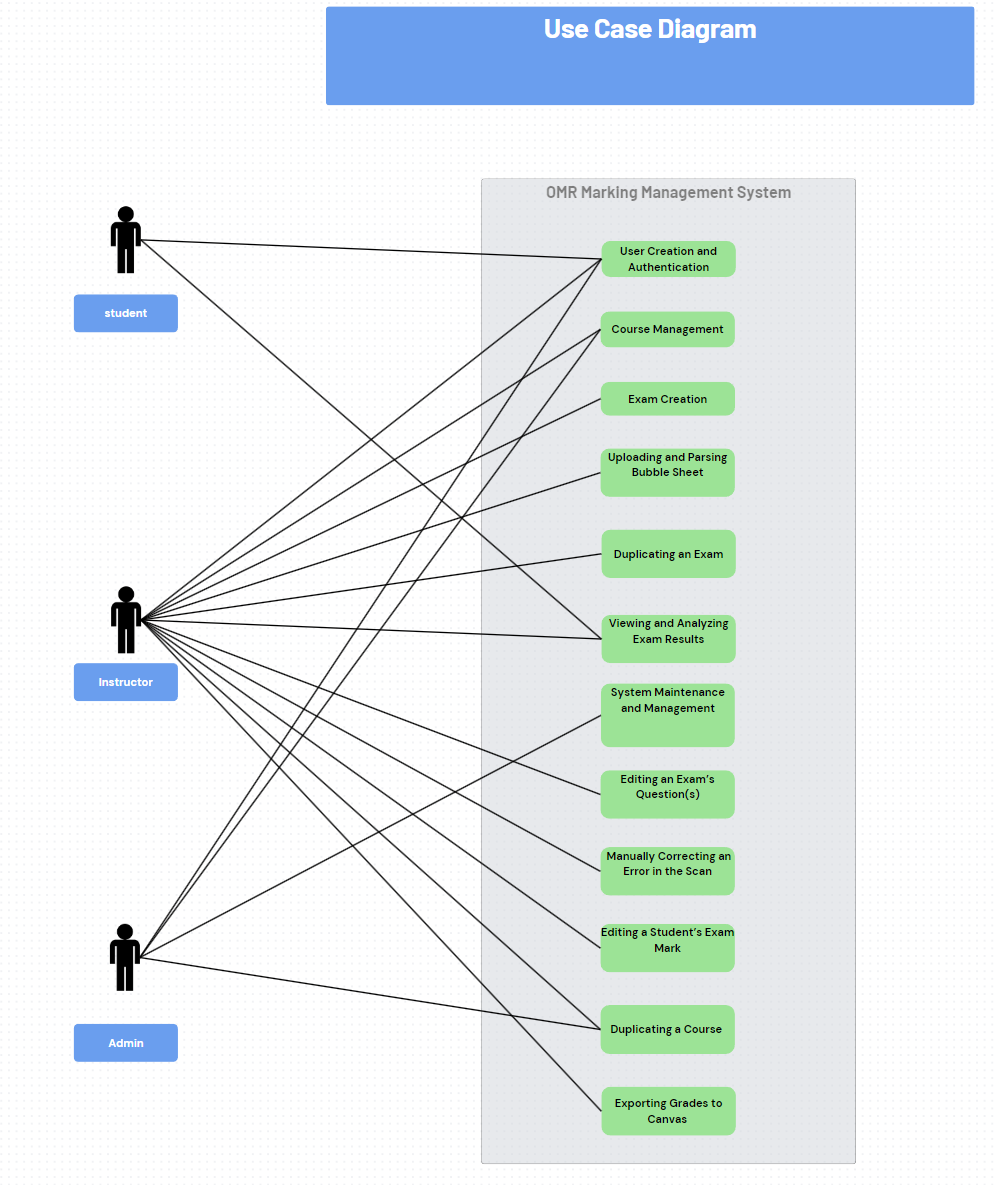 Use Case Diagram
OMR Marking Management System
User Creation and
Authentication
student
Course Management
Exam Creation
Uploading and Parsing
Bubble Sheet
Duplicating an Exam
Viewing and Analyzing
Exam Results
Instructor
System Maintenance
and Management
Editing an Exam's
Question(s)
Manually Correcting an
Error in the Scan
Editing a Student's Exam
Mark
Duplicating a Course
Admin
Exporting Grades to
Canvas